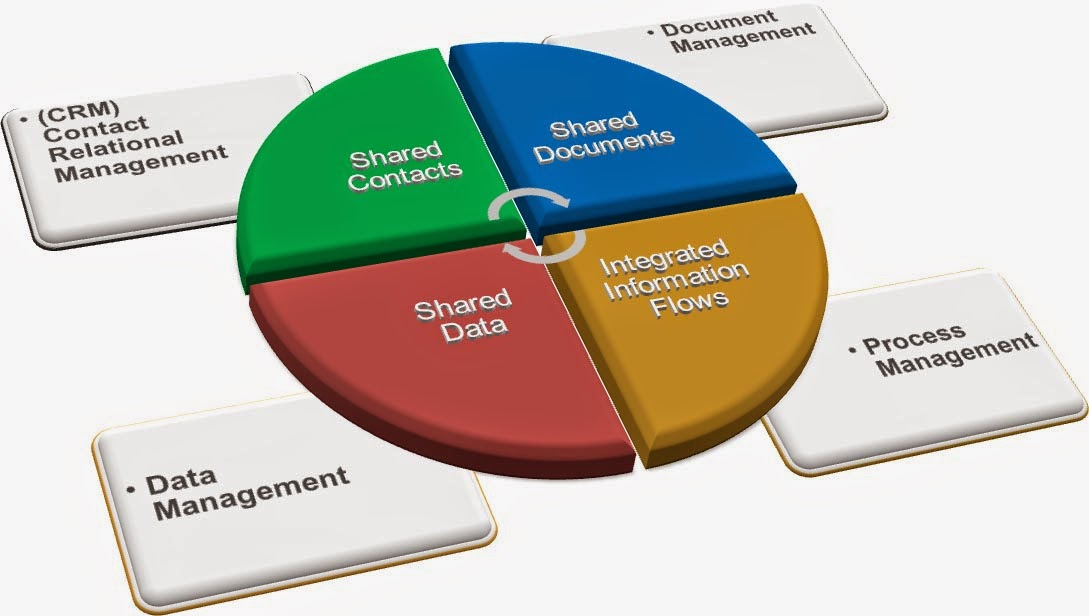 • (CRM)
Contact
Relational
Management
• Document
Management
Shared
Contacts
Shared
Documents
Shared
Data
Integrated
Information
Flows
• Data
Management
• Process
Management